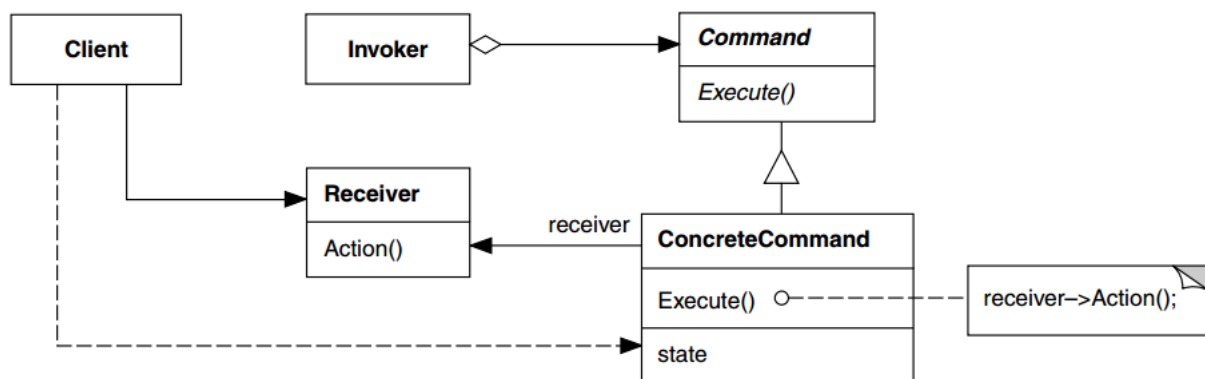 Client
Invoker
Command
Execute()
Receiver
Action()
receiver
ConcreteCommand
Execute()
state
receiver–>Action();